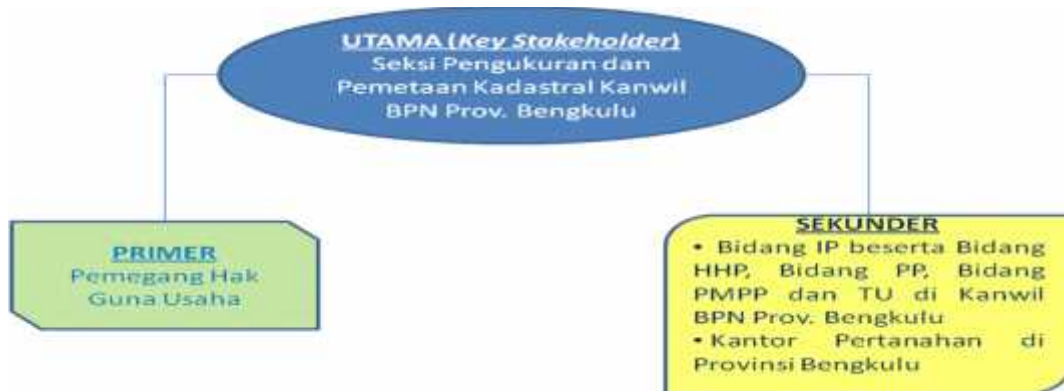 UTAMA (Key Stakeholder)
Seksi Pengukuran dan
Pemetaan Kadastral Kanwil
BPN Prov. Bengkulu
PRIMER
Pemegang Hak
Guna Usaha
SEKUNDER
• Bidang IP beserta Bidang
HHP, Bidang PP, Bidang
PMPP dan TU di Kanwil
BPN Prov. Bengkulu
• Kantor Pertanahan di
Provinsi Bengkulu